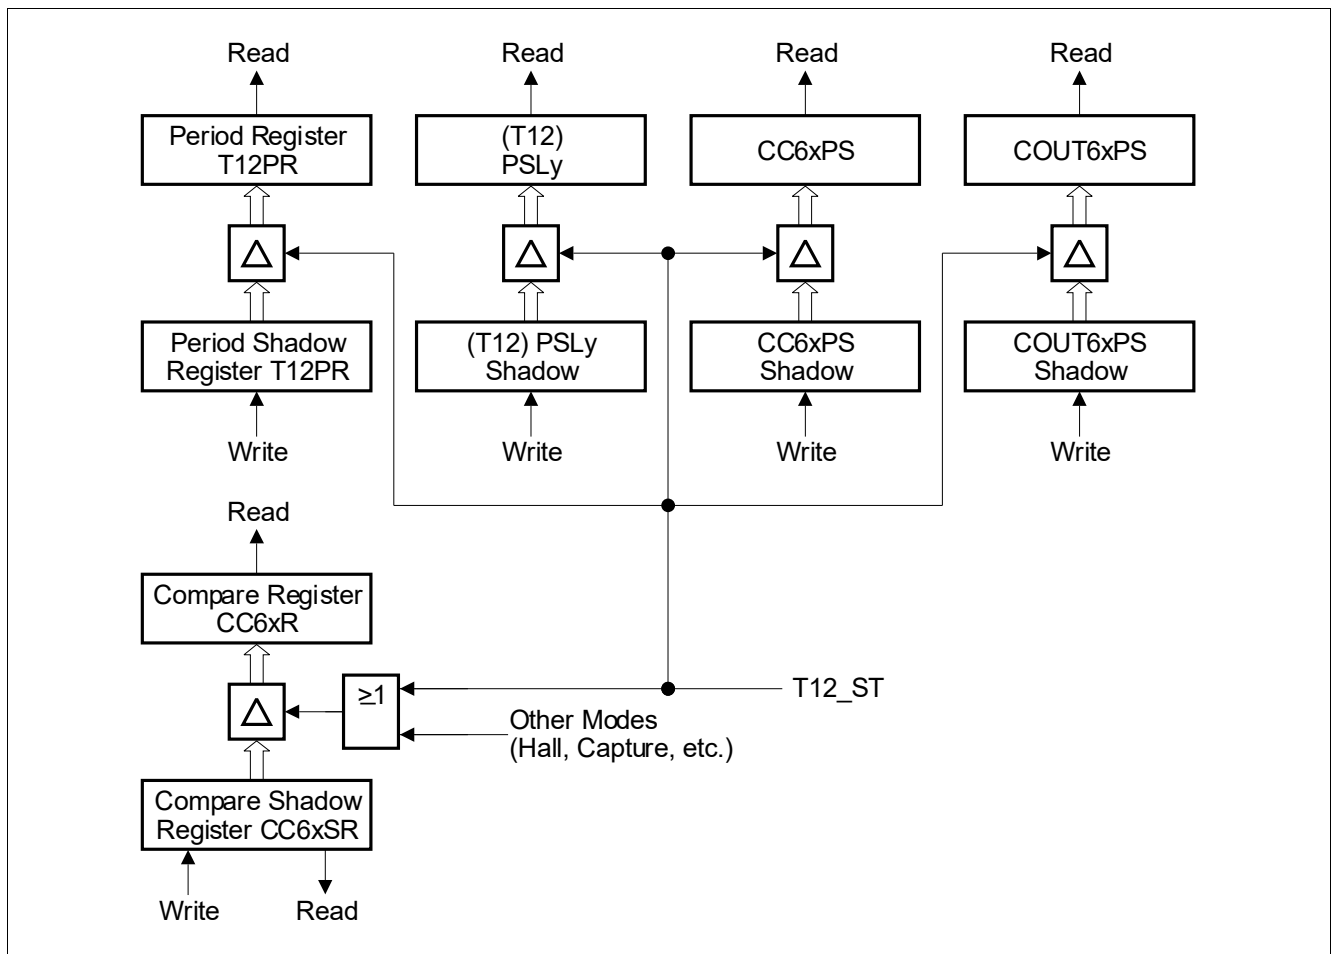 Read
Read
Read
Read
Period Register
T12PR
(T12)
PSLy
CC6xPS
COUT6xPS
Period Shadow
Register T12PR
(T12) PSLy
Shadow
CC6xPS
Shadow
COUT6xPS
Shadow
Write
Write
Write
Write
Read
Compare Register
CC6xR
≥1
T12_ST
Other Modes
(Hall, Capture, etc.)
Compare Shadow
Register CC6xSR
Write
Read